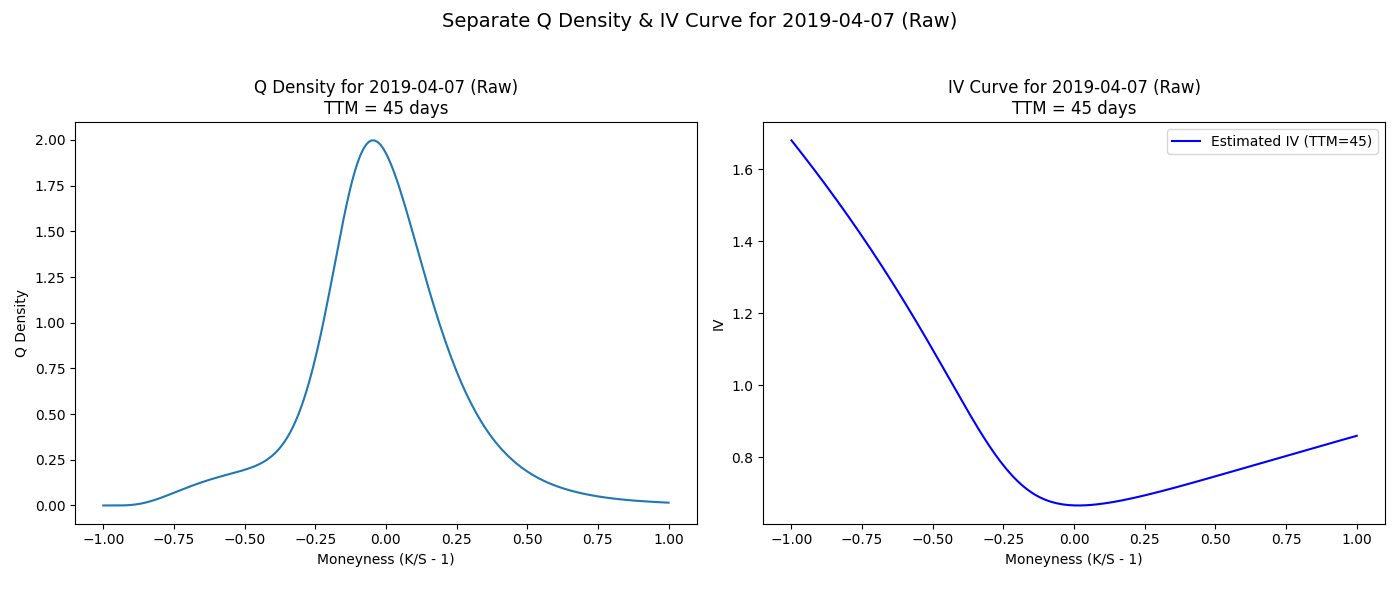 Separate Q Density & IV Curve for 2019-04-07 (Raw)
Q Density for 2019-04-07 (Raw)
TTM = 45 days
2.00
1.75
1.50
1.25
1.00
0.75
0.50
0.25
0.00
Q Density
−1.00 −0.75 −0.50 −0.25 0.00 0.25 0.50 0.75 1.00
Moneyness (K/S - 1)
IV Curve for 2019-04-07 (Raw)
TTM = 45 days
Estimated IV (TTM=45)
1.6
1.4
1.2
1.0
0.8
IV
−1.00 −0.75 −0.50 −0.25 0.00 0.25 0.50 0.75 1.00
Moneyness (K/S - 1)